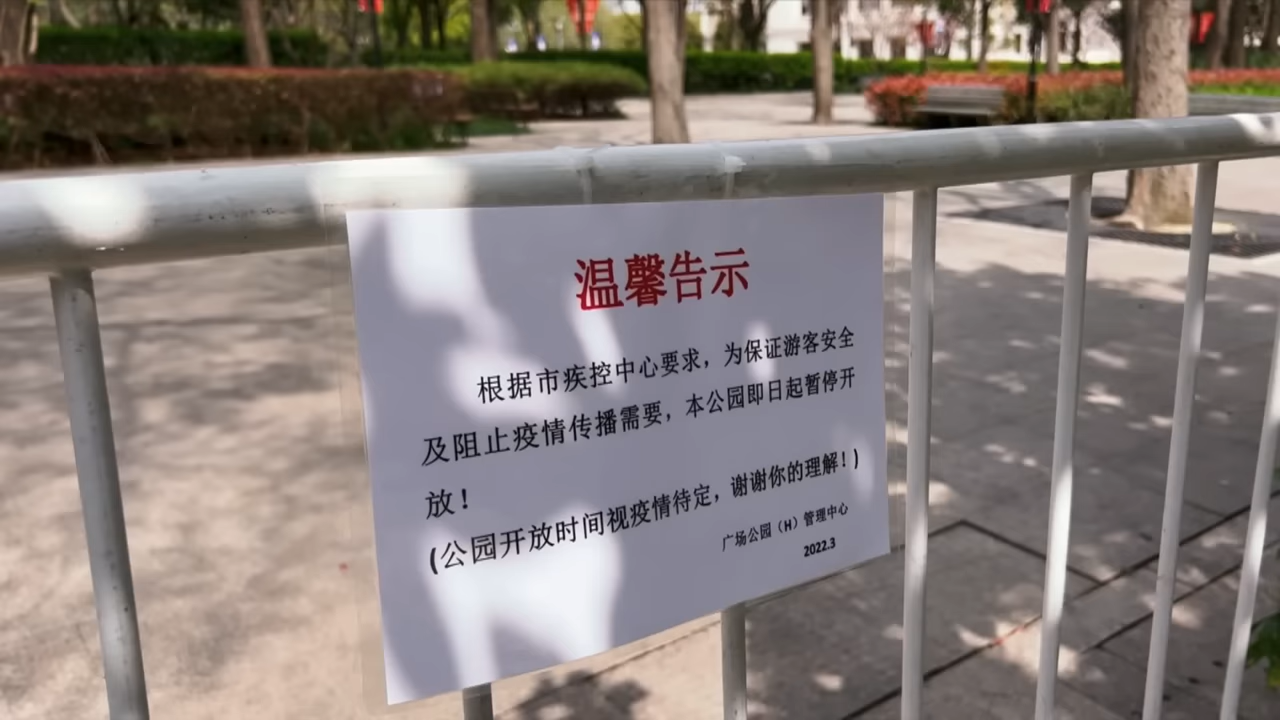 温馨告示
根据市疾控中心要求，为保证游客安全
及阻止疫情传播需要，本公园即日起暂停开
放！
(公园开放时间视疫情待定，谢谢你的理解！)
广场公园（H）管理中心
2022.3